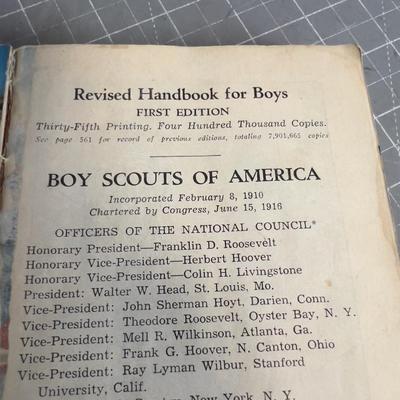 Revised Handbook for Boys
FIRST EDITION
Thirty-Fifth Printing. Four Hundred Thousand Copies.
See page 561 for record of previous editions, totaling 7,901,665 copies
BOY SCOUTS OF AMERICA
Incorporated February 8, 1910
Chartered by Congress, June 15, 1916
OFFICERS OF THE NATIONAL COUNCIL*
Honorary President—Franklin D. Roosevelt
Honorary Vice-President—Herbert Hoover
Honorary Vice-President—Colin H. Livingstone
President: Walter W. Head, St. Louis, Mo.
Vice-President: John Sherman Hoyt, Darien, Conn.
Vice-President: Theodore Roosevelt, Oyster Bay, N. Y.
Vice-President: Mell R. Wilkinson, Atlanta, Ga.
Vice-President: Frank G. Hoover, N. Canton, Ohio
Vice-President: Ray Lyman Wilbur, Stanford
University, Calif.
New York, N. Y.